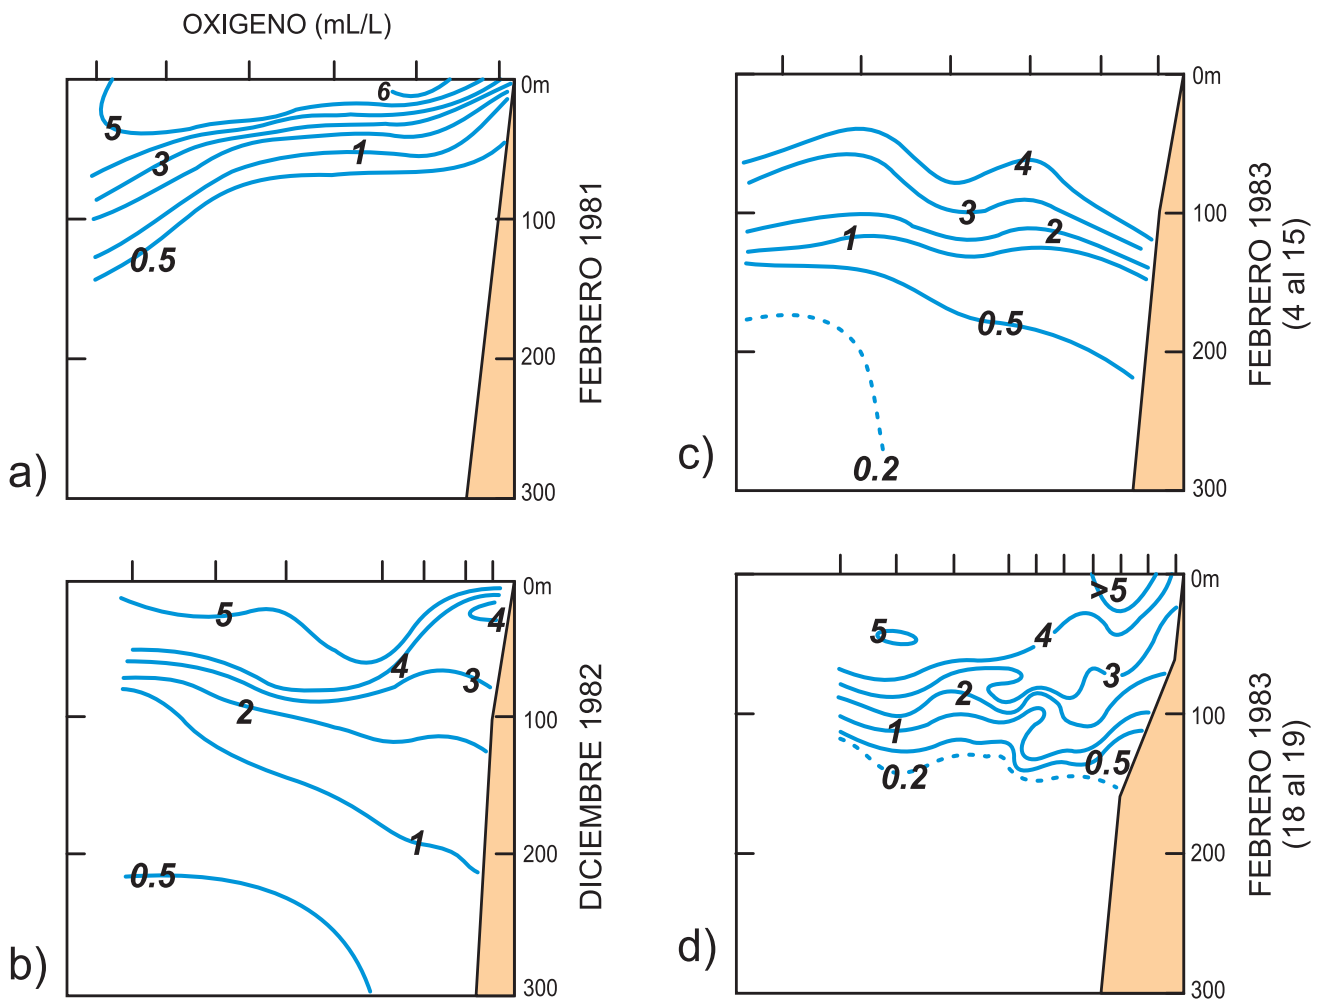 OXIGENO (mL/L)
6
5
3
1
0.5
0m
100
200
300
FEBRERO 1981
a)
4
3
2
1
0.5
0.2
0m
100
200
300
FEBRERO 1983
(4 al 15)
c)
5
4
4
3
2
1
0.5
0m
100
200
300
DICIEMBRE 1982
b)
>5
5
4
3
2
1
0.5
0.2
0m
100
200
300
FEBRERO 1983
(18 al 19)
d)